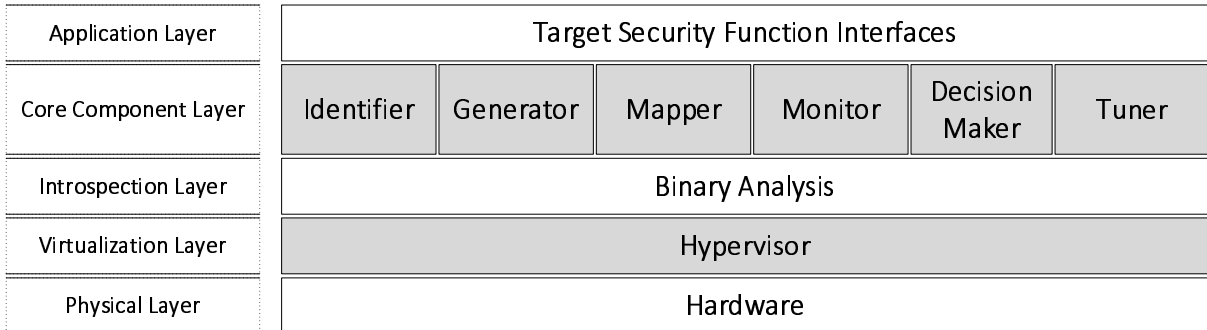 Application Layer
Target Security Function Interfaces
Core Component Layer
Identifier
Generator
Mapper
Monitor
Decision
Maker
Tuner
Introspection Layer
Binary Analysis
Virtualization Layer
Hypervisor
Physical Layer
Hardware